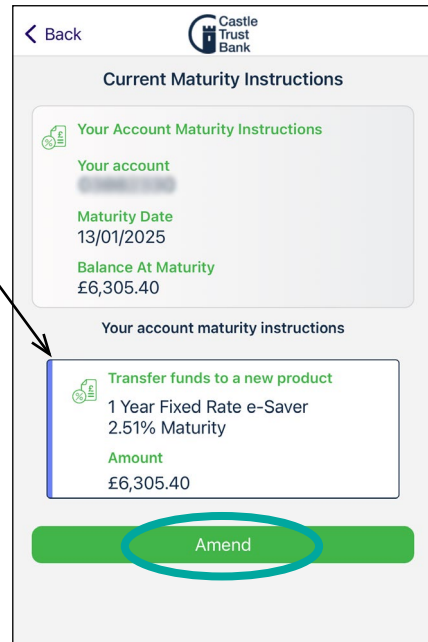 Back
Castle
Trust
Bank
Current Maturity Instructions
Your Account Maturity Instructions
Your account
Maturity Date
13/01/2025
Balance At Maturity
£6,305.40
Your account maturity instructions
Transfer funds to a new product
1 Year Fixed Rate e-Saver
2.51% Maturity
Amount
£6,305.40
Amend